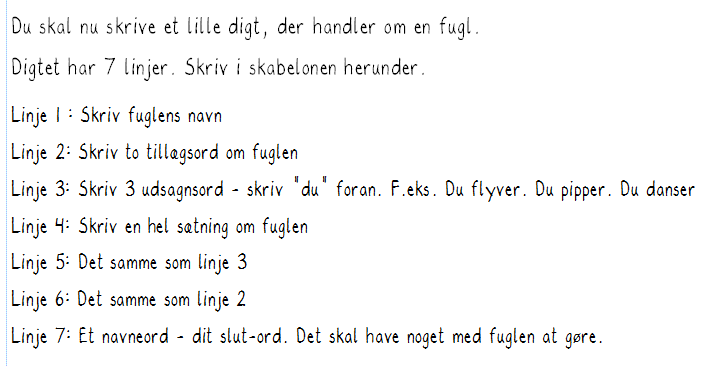 Du skal nu skrive et lille digt, der handler om en fugl.
Digtet har 7 linjer. Skriv i skabelonen herunder.
Linje 1 : Skriv fuglens navn
Linje 2: Skriv to tillægsord om fuglen
Linje 3: Skriv 3 udsagnsord - skriv "du" foran. F.eks. Du flyver. Du pipper. Du danser
Linje 4: Skriv en hel sætning om fuglen
Linje 5: Det samme som linje 3
Linje 6: Det samme som linje 2
Linje 7: Et navneord - dit slut-ord. Det skal have noget med fuglen at gøre.